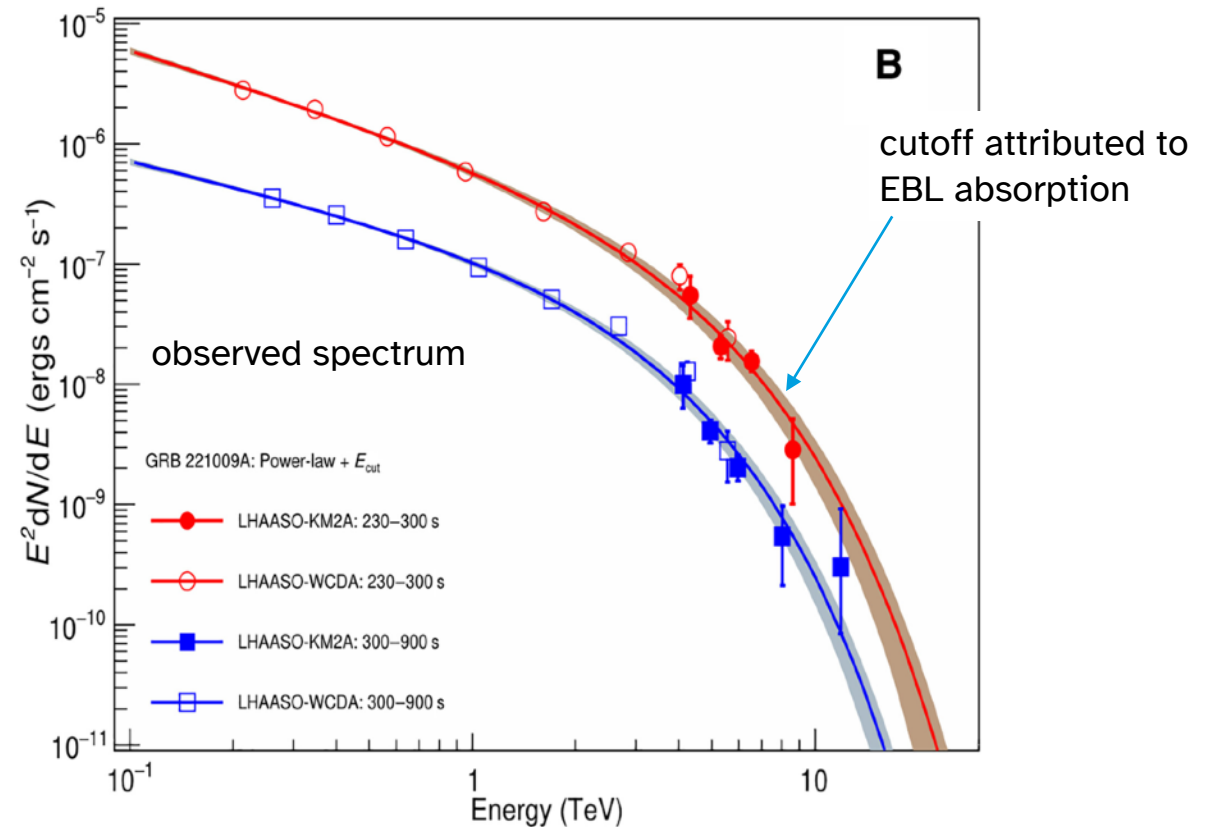 B
cutoff attributed to
EBL absorption
observed spectrum
GRB 221009A: Power-law + E_cut
LHAASO-KM2A: 230–300 s
LHAASO-WCDA: 230–300 s
LHAASO-KM2A: 300–900 s
LHAASO-WCDA: 300–900 s
E²dN/dE (ergs cm⁻² s⁻¹)
10⁻⁵
10⁻⁶
10⁻⁷
10⁻⁸
10⁻⁹
10⁻¹⁰
10⁻¹¹
10⁻¹ 1 10
Energy (TeV)